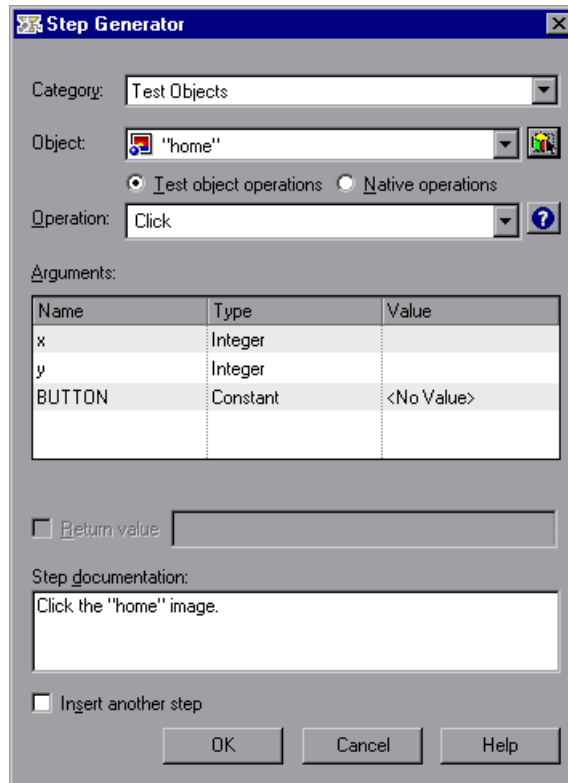 Step Generator
Category: Test Objects
Object: "home"
Test object operations Native operations
Operation: Click
Arguments:
Name Type Value
x Integer
y Integer
BUTTON Constant <No Value>
Return value
Step documentation:
Click the "home" image.
Insert another step
OK Cancel Help